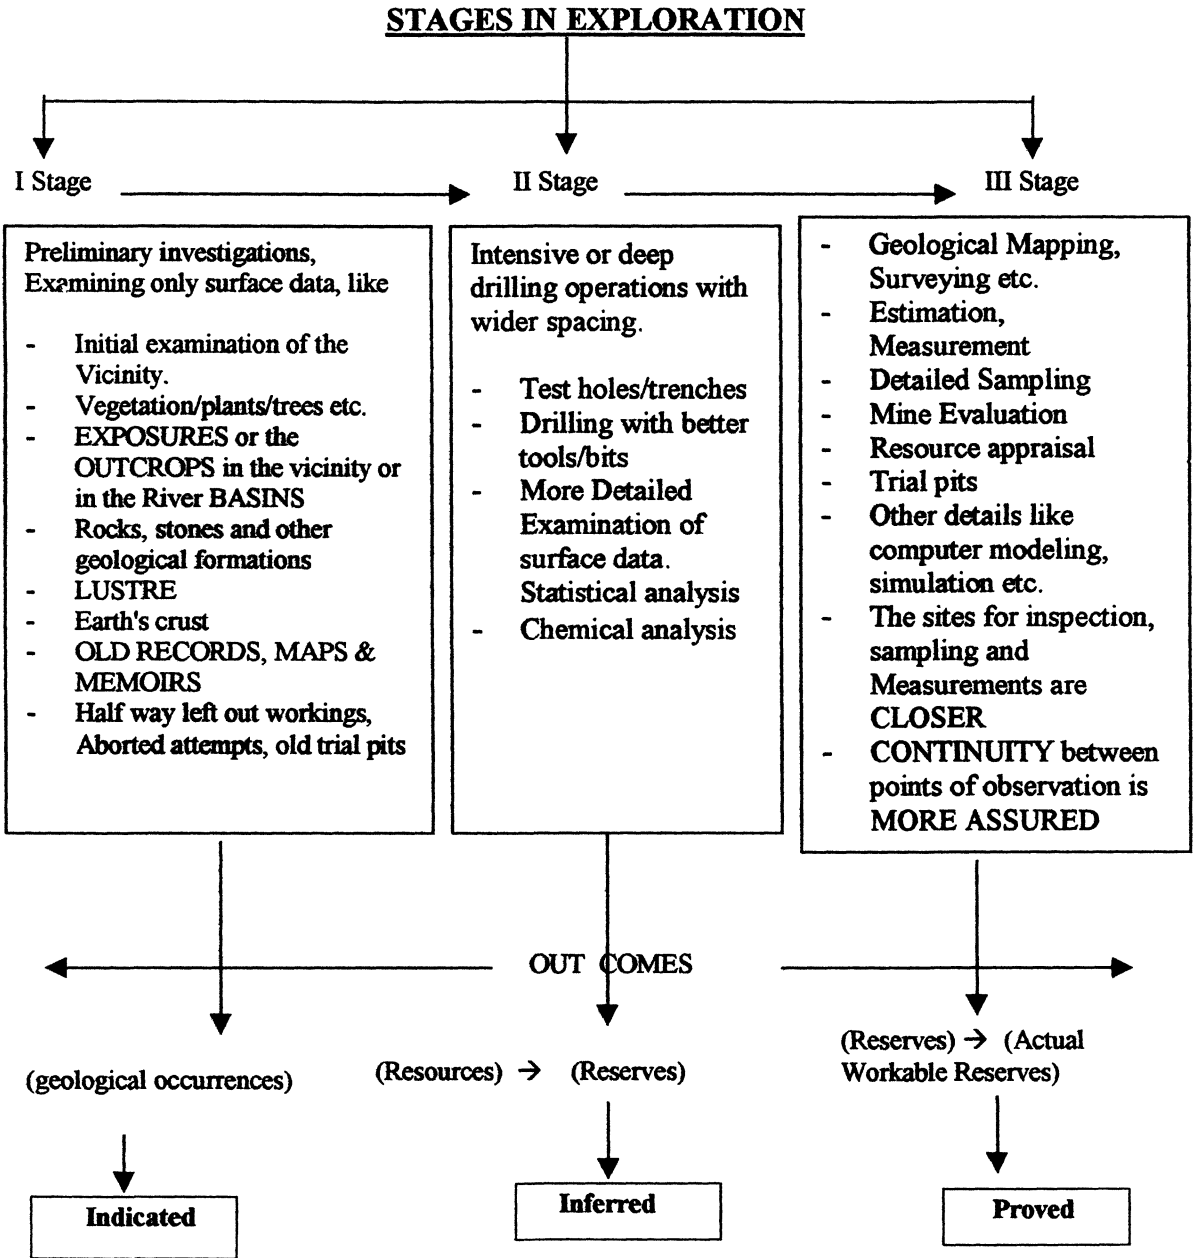 STAGES IN EXPLORATION
I Stage
II Stage
III Stage
Preliminary investigations,
Examining only surface data, like
- Initial examination of the
Vicinity.
- Vegetation/plants/trees etc.
- EXPOSURES or the
OUTCROPS in the vicinity or
in the River BASINS
- Rocks, stones and other
geological formations
- LUSTRE
- Earth's crust
- OLD RECORDS, MAPS &
MEMOIRS
- Half way left out workings,
Aborted attempts, old trial pits
Intensive or deep
drilling operations with
wider spacing.
- Test holes/trenches
- Drilling with better
tools/bits
- More Detailed
Examination of
surface data.
Statistical analysis
- Chemical analysis
- Geological Mapping,
Surveying etc.
- Estimation,
Measurement
- Detailed Sampling
- Mine Evaluation
- Resource appraisal
- Trial pits
- Other details like
computer modeling,
simulation etc.
- The sites for inspection,
sampling and
Measurements are
CLOSER
- CONTINUITY between
points of observation is
MORE ASSURED
OUT COMES
(geological occurrences)
(Resources) → (Reserves)
(Reserves) → (Actual
Workable Reserves)
Indicated
Inferred
Proved